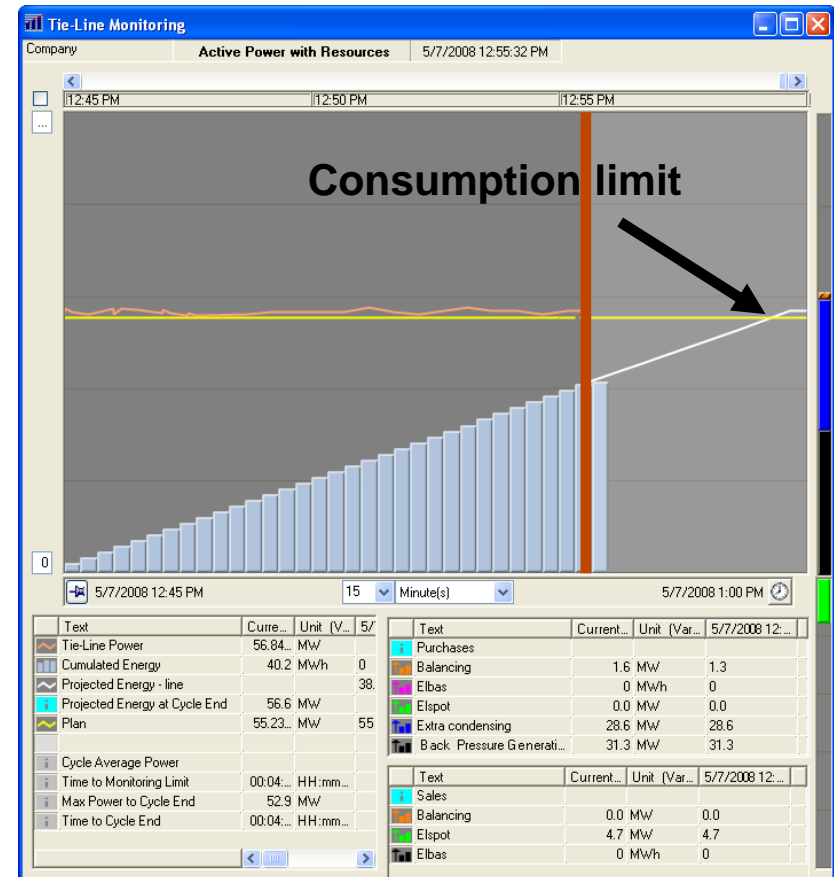 Tie-Line Monitoring
Company Active Power with Resources 5/7/2008 12:55:32 PM
12:45 PM 12:50 PM 12:55 PM
...
Consumption limit
0
5/7/2008 12:45 PM 15 Minute(s) 5/7/2008 1:00 PM
Text Curre... Unit (V... 5/
Tie-Line Power 56.84... MW
Cumulated Energy 40.2 MWh 0
Projected Energy - line 38.
Projected Energy at Cycle End 56.6 MW
Plan 55.23... MW 55
Cycle Average Power
Time to Monitoring Limit 00:04:... HH:mm...
Max Power to Cycle End 52.9 MW
Time to Cycle End 00:04:... HH:mm...
Text Current... Unit (Var... 5/7/2008 12:...
Purchases
Balancing 1.6 MW 1.3
Elbas 0 MWh 0
Elspot 0.0 MW 0.0
Extra condensing 28.6 MW 28.6
Back Pressure Generati... 31.3 MW 31.3
Text Current... Unit (Var... 5/7/2008 12:...
Sales
Balancing 0.0 MW 0.0
Elspot 4.7 MW 4.7
Elbas 0 MWh 0